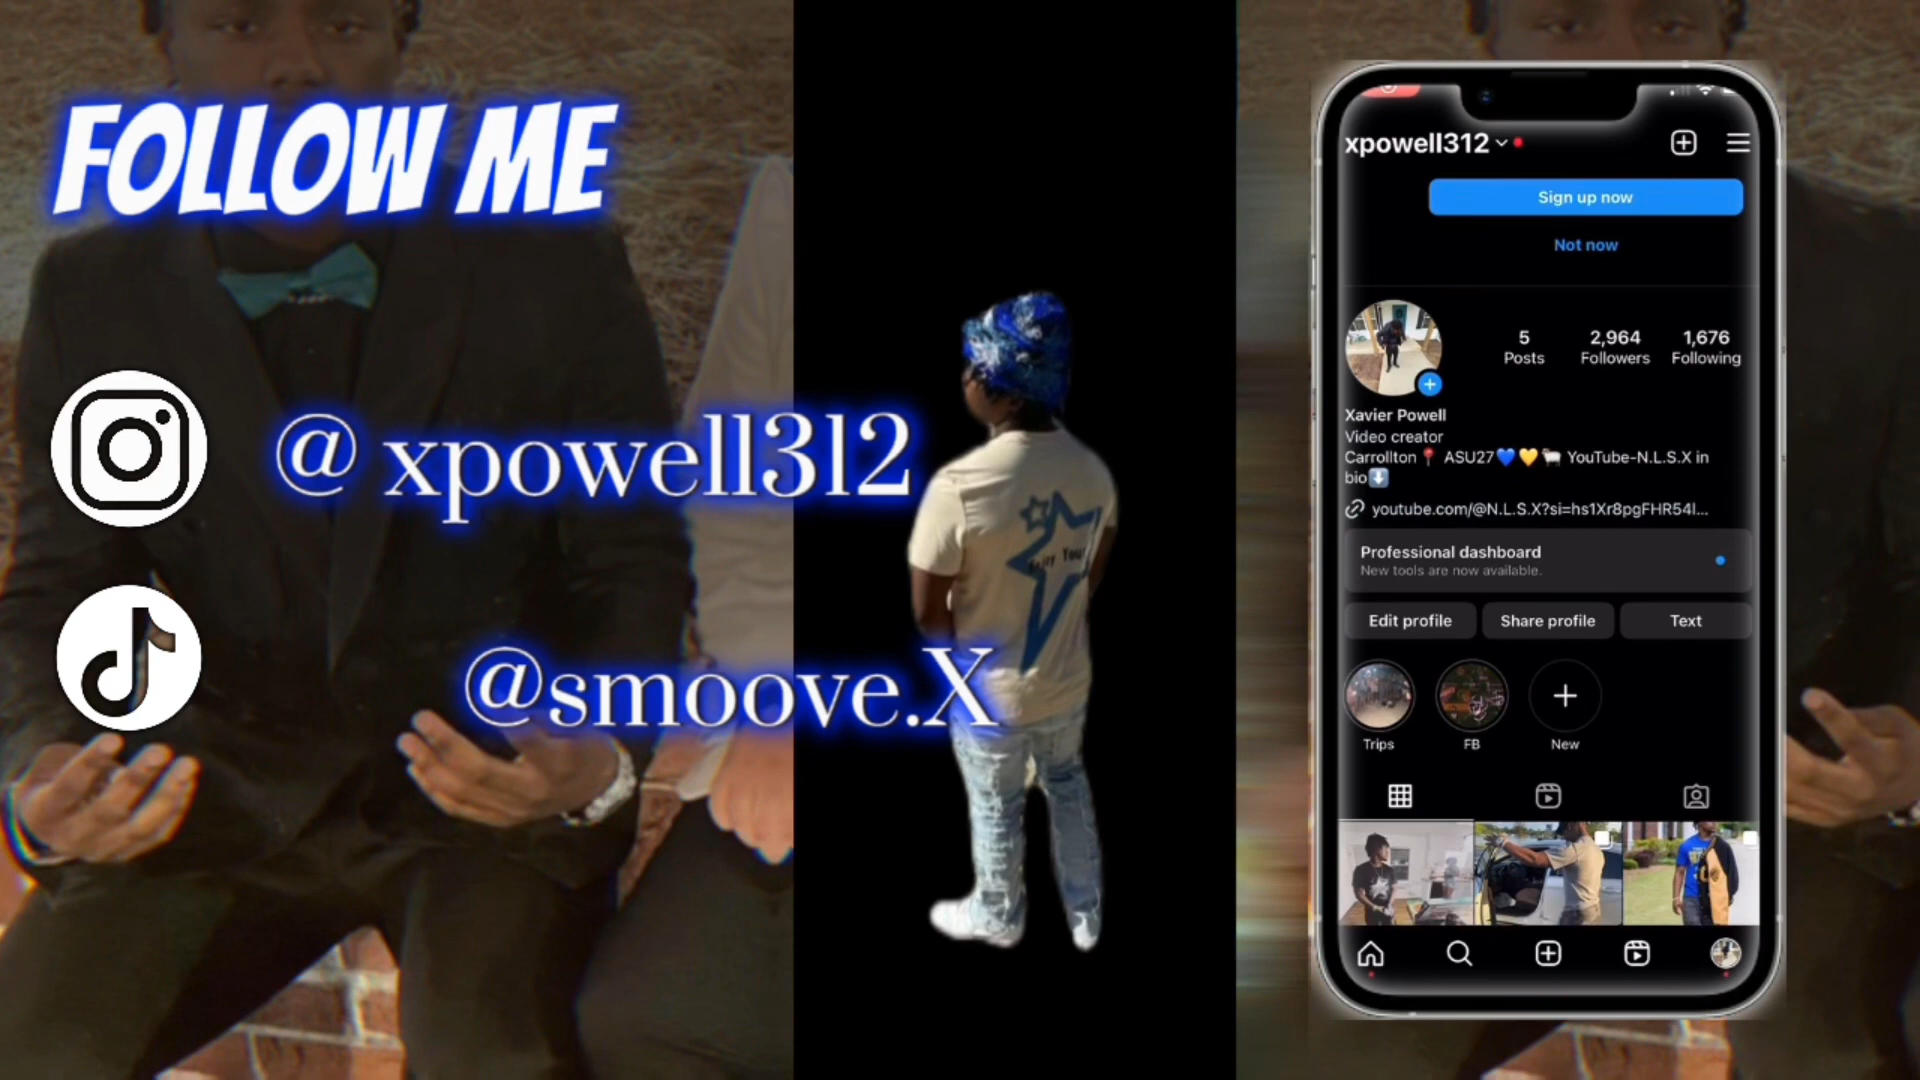 FOLLOW ME
@ xpowell312
@smoove.X
xpowell312
Sign up now
Not now
5 2,964 1,676
Posts Followers Following
Xavier Powell
Video creator
Carrollton📍 ASU27💙💛🐏 YouTube-N.L.S.X in
bio⬇️
youtube.com/@N.L.S.X?si=hs1Xr8pgFHR54l...
Professional dashboard
New tools are now available.
Edit profile Share profile Text
Trips FB New